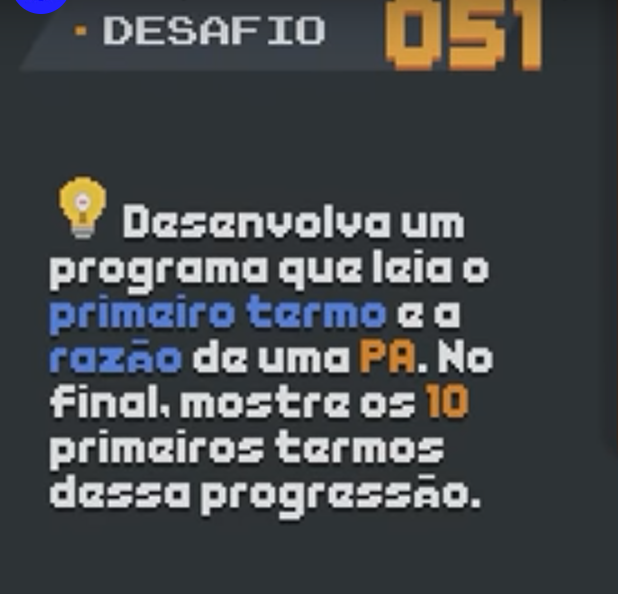 DESAFIO 051
Desenvolva um
programa que leia o
primeiro termo e a
razão de uma PA. No
final, mostre os 10
primeiros termos
dessa progressão.